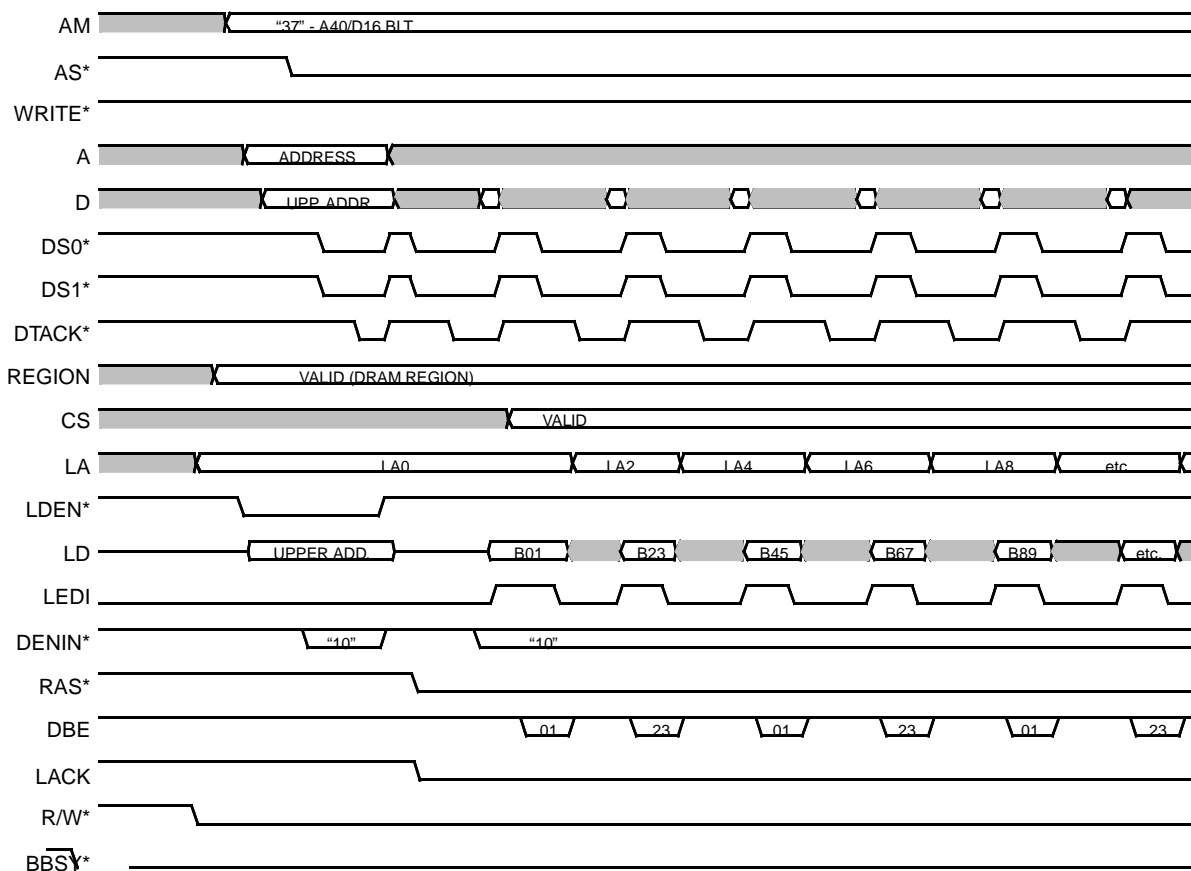 AM “37” - A40/D16 BLT
AS*
WRITE*
A ADDRESS
D UPP. ADDR
DS0*
DS1*
DTACK*
REGION VALID (DRAM REGION)
CS VALID
LA LA0 LA2 LA4 LA6 LA8 etc
LDEN*
LD UPPER ADD. B01 B23 B45 B67 B89 etc.
LEDI
DENIN* “10” “10”
RAS*
DBE 01 23 01 23 01 23
LACK
R/W*
BBSY*